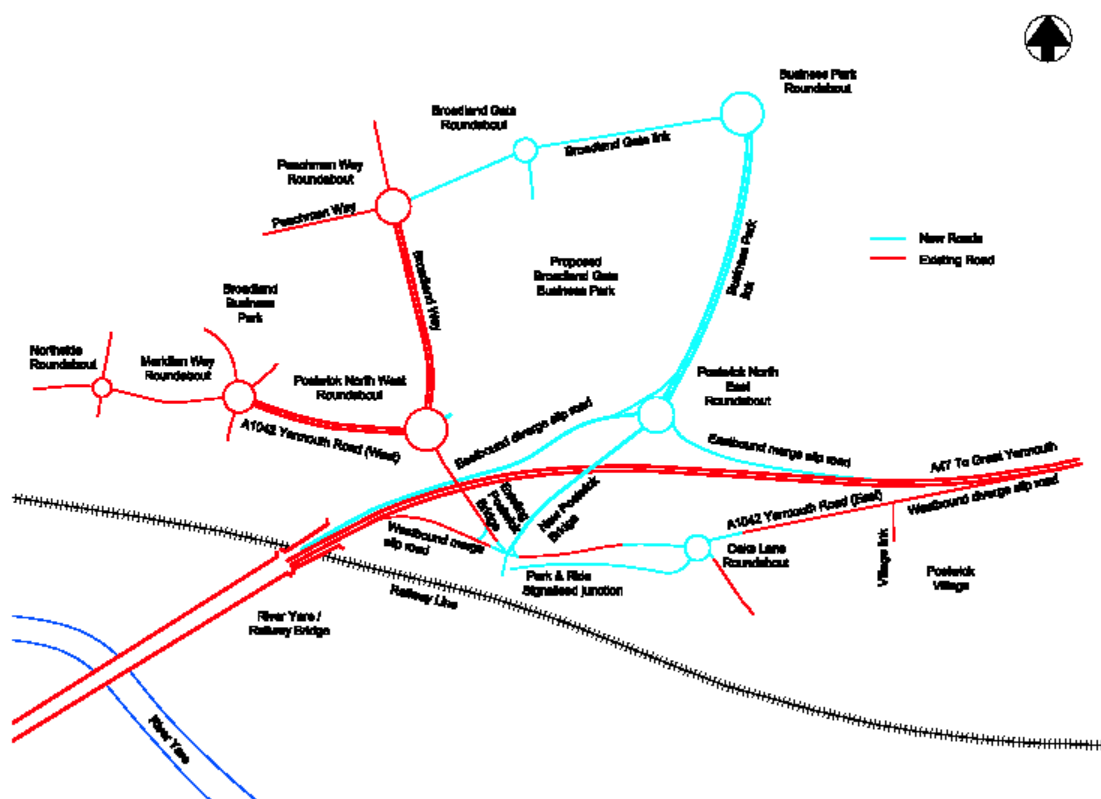 Business Park
Roundabout
Broadland Gate
Roundabout
Broadland Gate link
Peachman Way
Roundabout
Peachman Way
New Roads
Existing Road
Broadland Way
Business Park
link
Proposed
Broadland Gate
Business Park
Broadland
Business
Park
Northside
Roundabout
Meridian Way
Roundabout
Postwick North West
Roundabout
Postwick North
East
Roundabout
A1042 Yarmouth Road (West)
Eastbound diverge slip road
Eastbound merge slip road
A47 To Great Yarmouth
Existing
Postwick
Bridge
New Postwick
Bridge
A1042 Yarmouth Road (East)
Westbound diverge slip road
Westbound merge
slip road
Oaks Lane
Roundabout
Village link
Postwick
Village
Park & Ride
Signalised junction
Railway Line
River Yare /
Railway Bridge
River Yare